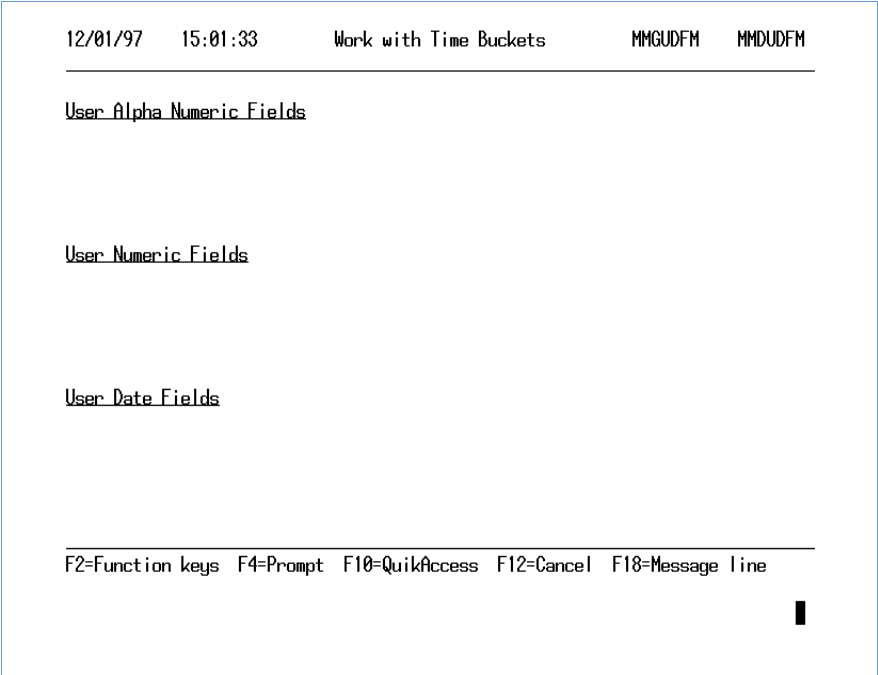 12/01/97 15:01:33 Work with Time Buckets MMGUDFM MMDUDFM
User Alpha Numeric Fields
User Numeric Fields
User Date Fields
F2=Function keys F4=Prompt F10=QuikAccess F12=Cancel F18=Message line